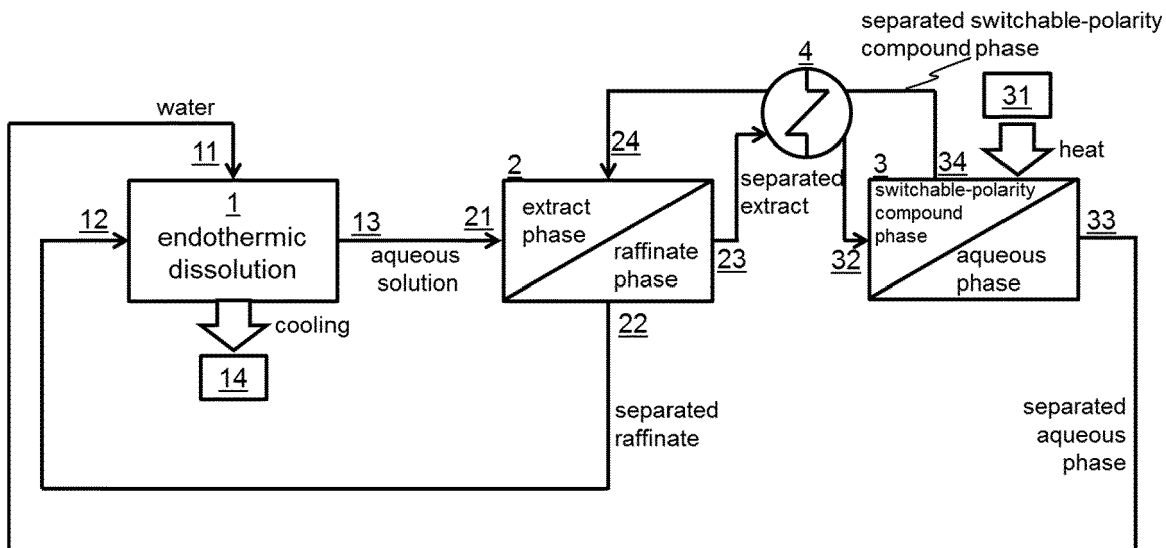 separated switchable-polarity
compound phase
4
31
water
heat
11
24
34
2
3
1
endothermic
dissolution
12
13
aqueous
solution
21
extract
phase
raffinate
phase
23
separated
extract
32
switchable-polarity
compound
phase
aqueous
phase
33
cooling
14
22
separated
raffinate
separated
aqueous
phase